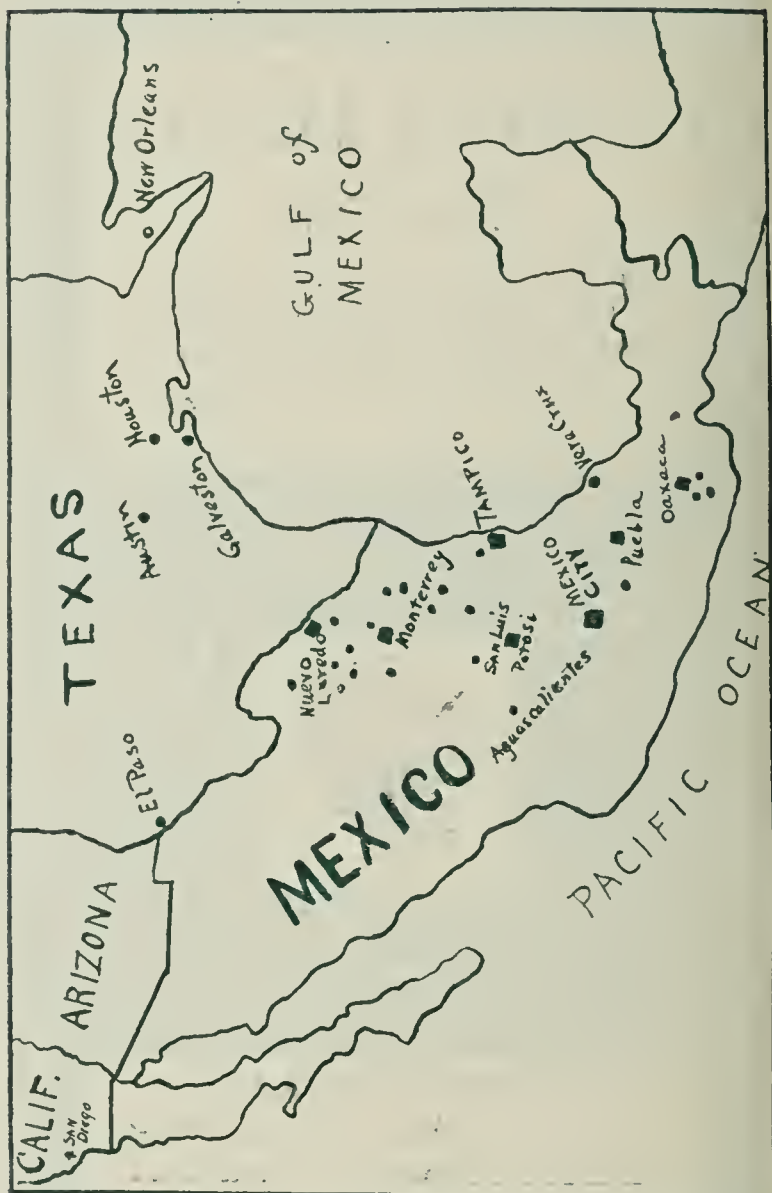 CALIF.
SAN
Diego
ARIZONA
El Paso
TEXAS
Austin
Houston
Galveston
New Orleans
GULF of
MEXICO
MEXICO
Nuevo
Laredo
Monterrey
TAMPICO
San Luis
Potosi
Aguascalientes
MEXICO
CITY
Puebla
Vera Crux
Oaxaca
PACIFIC OCEAN